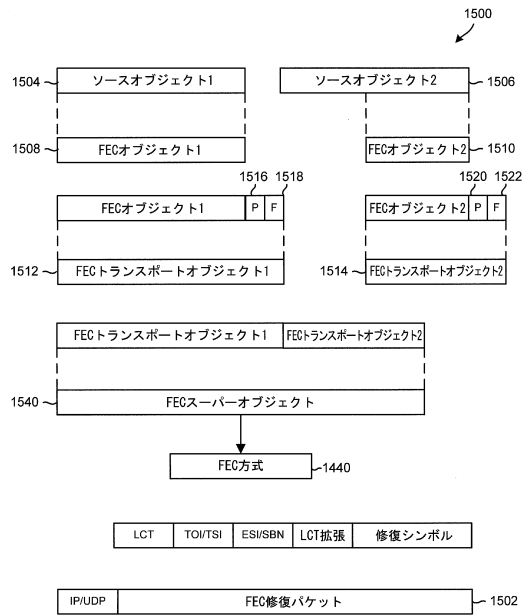 1500
1504 ソースオブジェクト1 ソースオブジェクト2 1506
1508 FECオブジェクト1 FECオブジェクト2 1510
1516 1518 1520 1522
FECオブジェクト1 P F FECオブジェクト2 P F
1512 FECトランスポートオブジェクト1 1514 FECトランスポートオブジェクト2
FECトランスポートオブジェクト1 FECトランスポートオブジェクト2
1540 FECスーパーオブジェクト
FEC方式 1440
LCT TOI/TSI ESI/SBN LCT拡張 修復シンボル
IP/UDP FEC修復パケット 1502